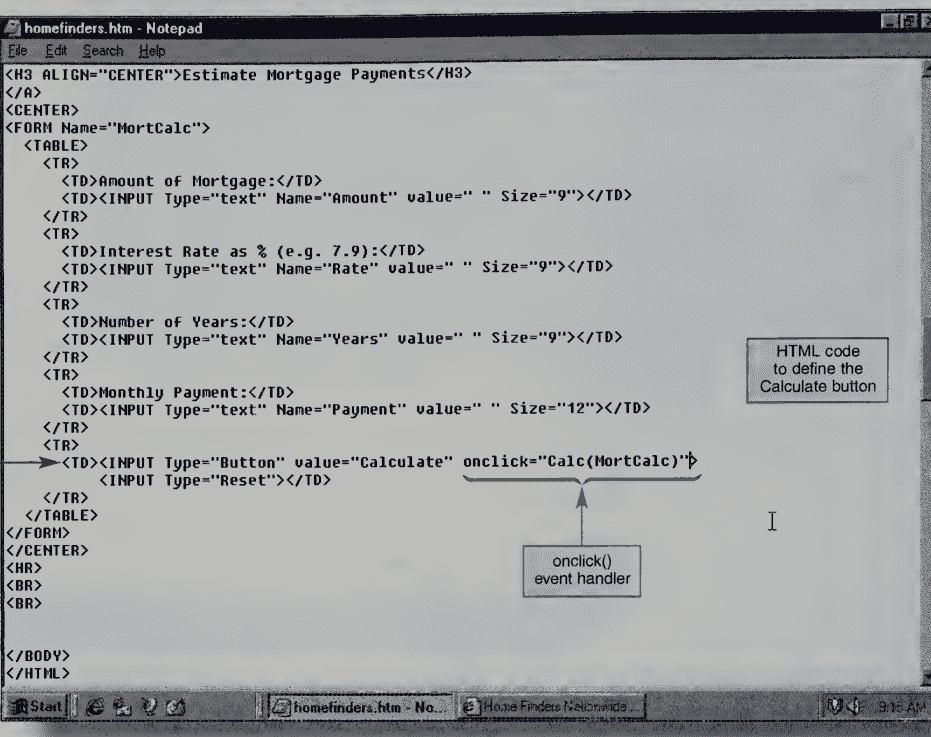 homefinders.htm - Notepad
File Edit Search Help
<H3 ALIGN="CENTER">Estimate Mortgage Payments</H3>
</A>
<CENTER>
<FORM Name="MortCalc">
<TABLE>
<TR>
<TD>Amount of Mortgage:</TD>
<TD><INPUT Type="text" Name="Amount" value=" " Size="9"></TD>
</TR>
<TR>
<TD>Interest Rate as % (e.g. 7.9):</TD>
<TD><INPUT Type="text" Name="Rate" value=" " Size="9"></TD>
</TR>
<TR>
<TD>Number of Years:</TD>
<TD><INPUT Type="text" Name="Years" value=" " Size="9"></TD>
</TR>
<TR>
<TD>Monthly Payment:</TD>
<TD><INPUT Type="text" Name="Payment" value=" " Size="12"></TD>
</TR>
<TR>
<TD><INPUT Type="Button" value="Calculate" onclick="Calc(MortCalc)">
<INPUT Type="Reset"></TD>
</TR>
</TABLE>
</FORM>
</CENTER>
<HR>
<BR>
<BR>
</BODY>
</HTML>
HTML code
to define the
Calculate button
onclick()
event handler
Start
homefinders.htm - No...
Home Finders Nationwide ...
9:15 AM